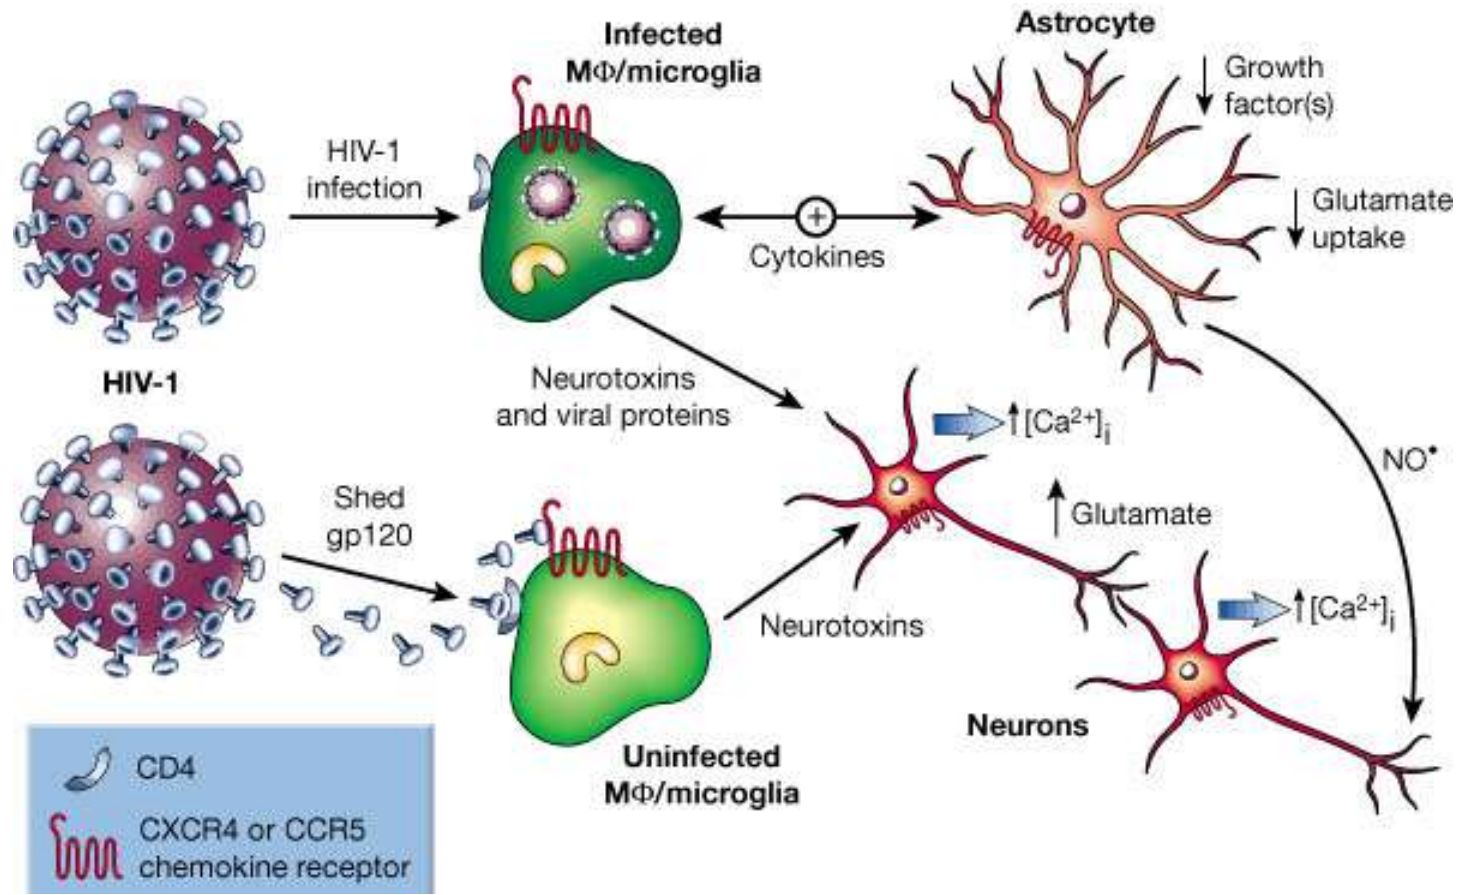 Infected
MΦ/microglia
Astrocyte
↓ Growth
factor(s)
HIV-1
infection
↓ Glutamate
uptake
+
Cytokines
HIV-1
Neurotoxins
and viral proteins
↑[Ca²⁺]ᵢ
NO•
Shed
gp120
↑ Glutamate
Neurotoxins
↑[Ca²⁺]ᵢ
Neurons
Uninfected
MΦ/microglia
CD4
CXCR4 or CCR5
chemokine receptor